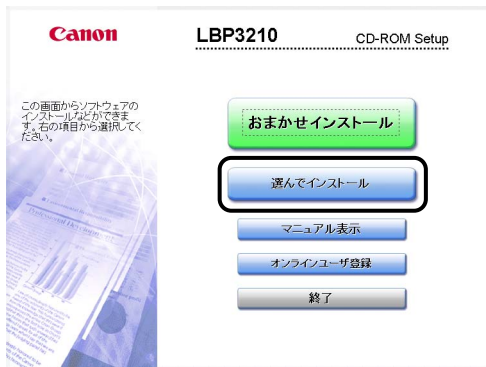 Canon
LBP3210
CD-ROM Setup
この画面からソフトウェアの
インストールなどができま
す。右の項目から選択してく
ださい。
おまかせインストール
選んでインストール
マニュアル表示
オンラインユーザ登録
終了